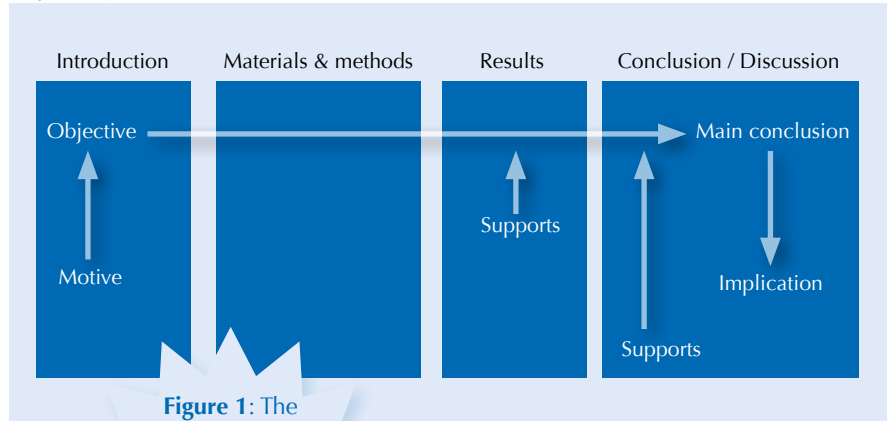 Introduction Materials & methods Results Conclusion / Discussion
Objective Main conclusion
Supports
Motive Implication
Supports
Figure 1: The